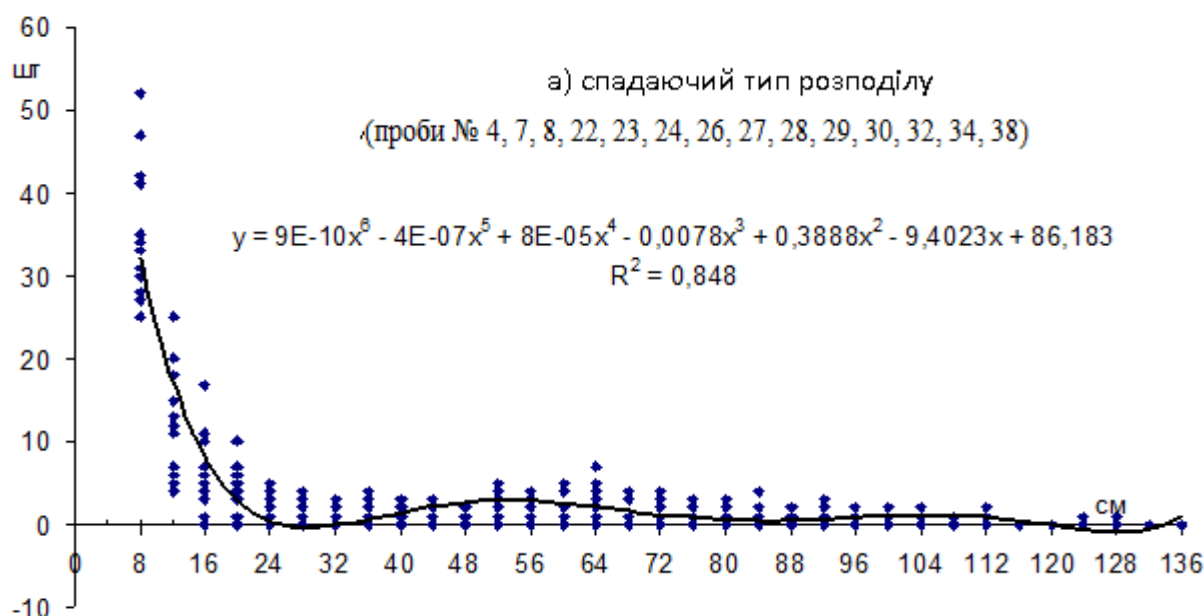 60
шт
50
40
30
20
10
0
-10
а) спадаючий тип розподілу
(проби № 4, 7, 8, 22, 23, 24, 26, 27, 28, 29, 30, 32, 34, 38)
y = 9E-10x⁶ - 4E-07x⁵ + 8E-05x⁴ - 0,0078x³ + 0,3888x² - 9,4023x + 86,183
R² = 0,848
см
0 8 16 24 32 40 48 56 64 72 80 88 96 104 112 120 128 136